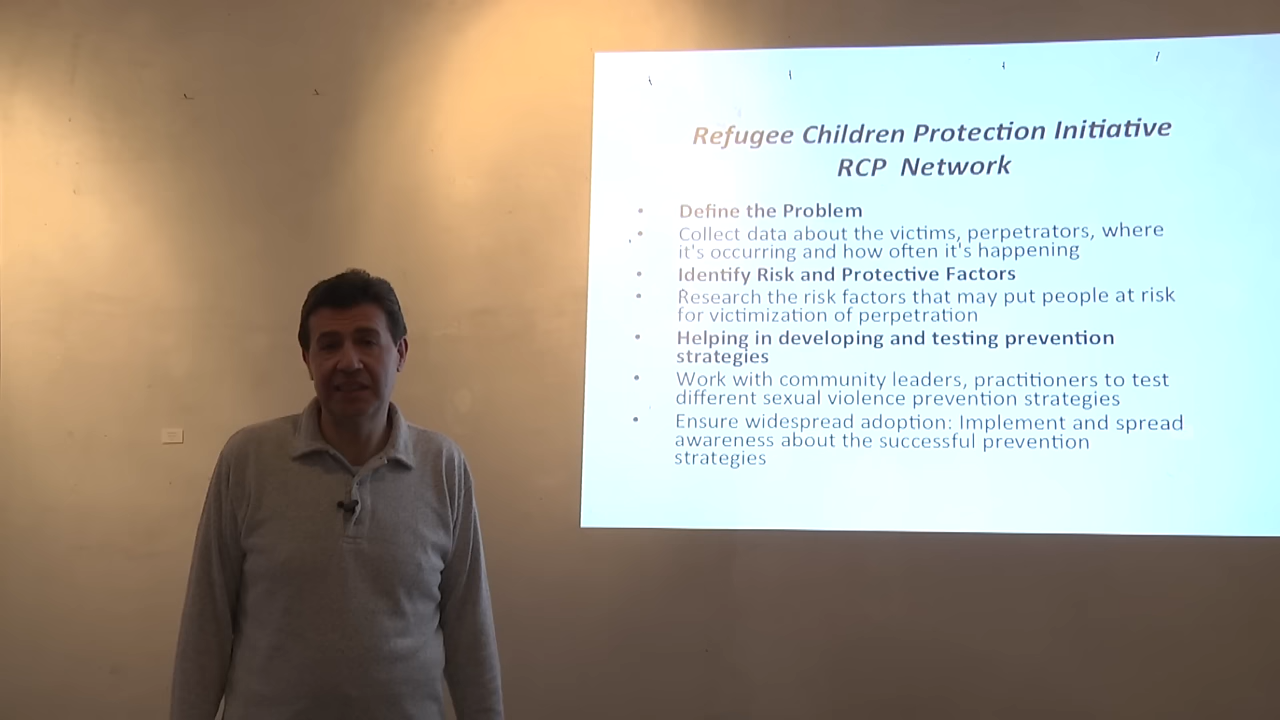 Refugee Children Protection Initiative
RCP Network
• Define the Problem
• Collect data about the victims, perpetrators, where
it's occurring and how often it's happening
• Identify Risk and Protective Factors
• Research the risk factors that may put people at risk
for victimization of perpetration
• Helping in developing and testing prevention
strategies
• Work with community leaders, practitioners to test
different sexual violence prevention strategies
• Ensure widespread adoption: Implement and spread
awareness about the successful prevention
strategies